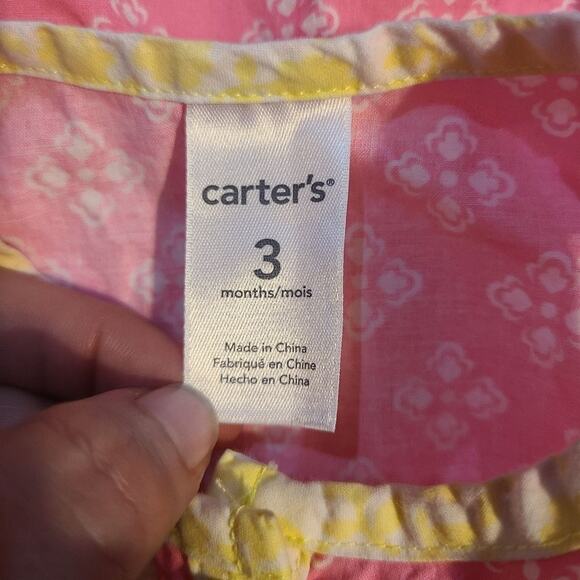 carter's®
3
months/mois
Made in China
Fabriqué en Chine
Hecho en China